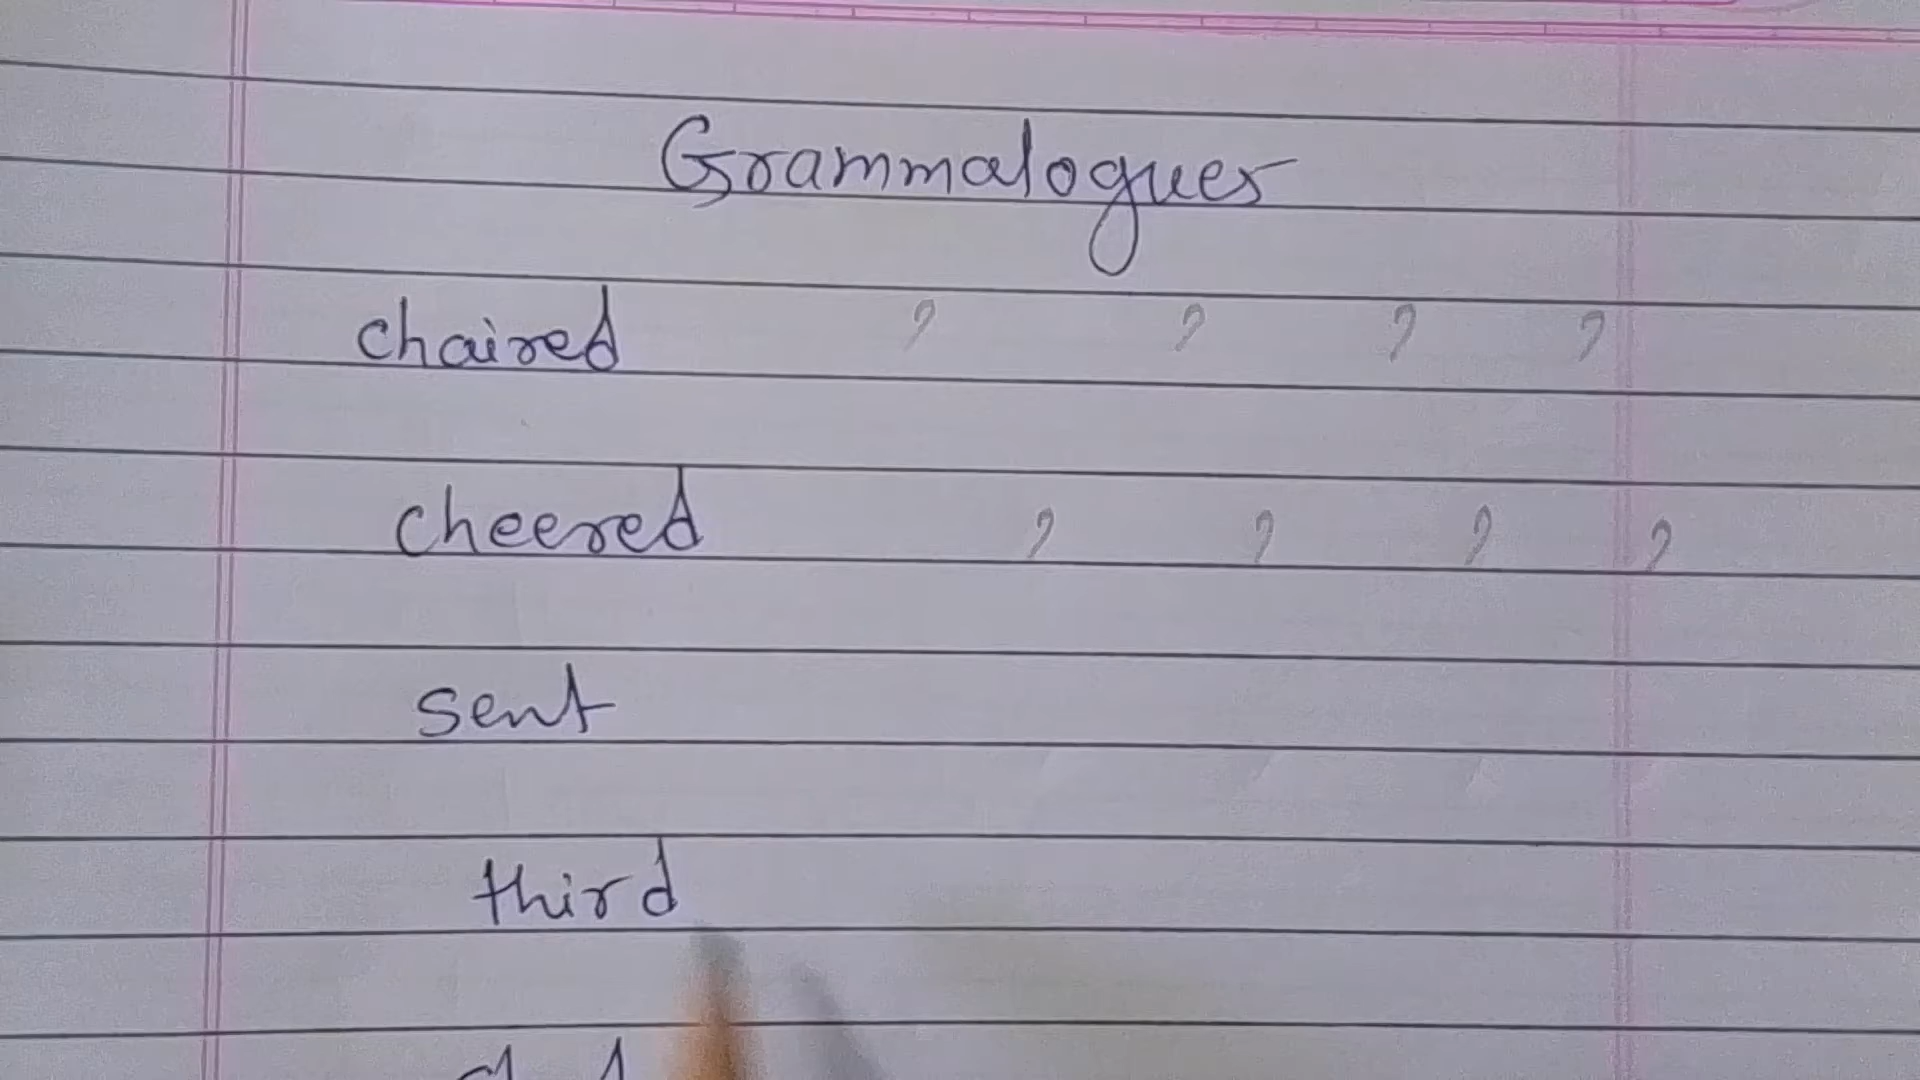 Grammalogues
chaired
cheered
sent
third